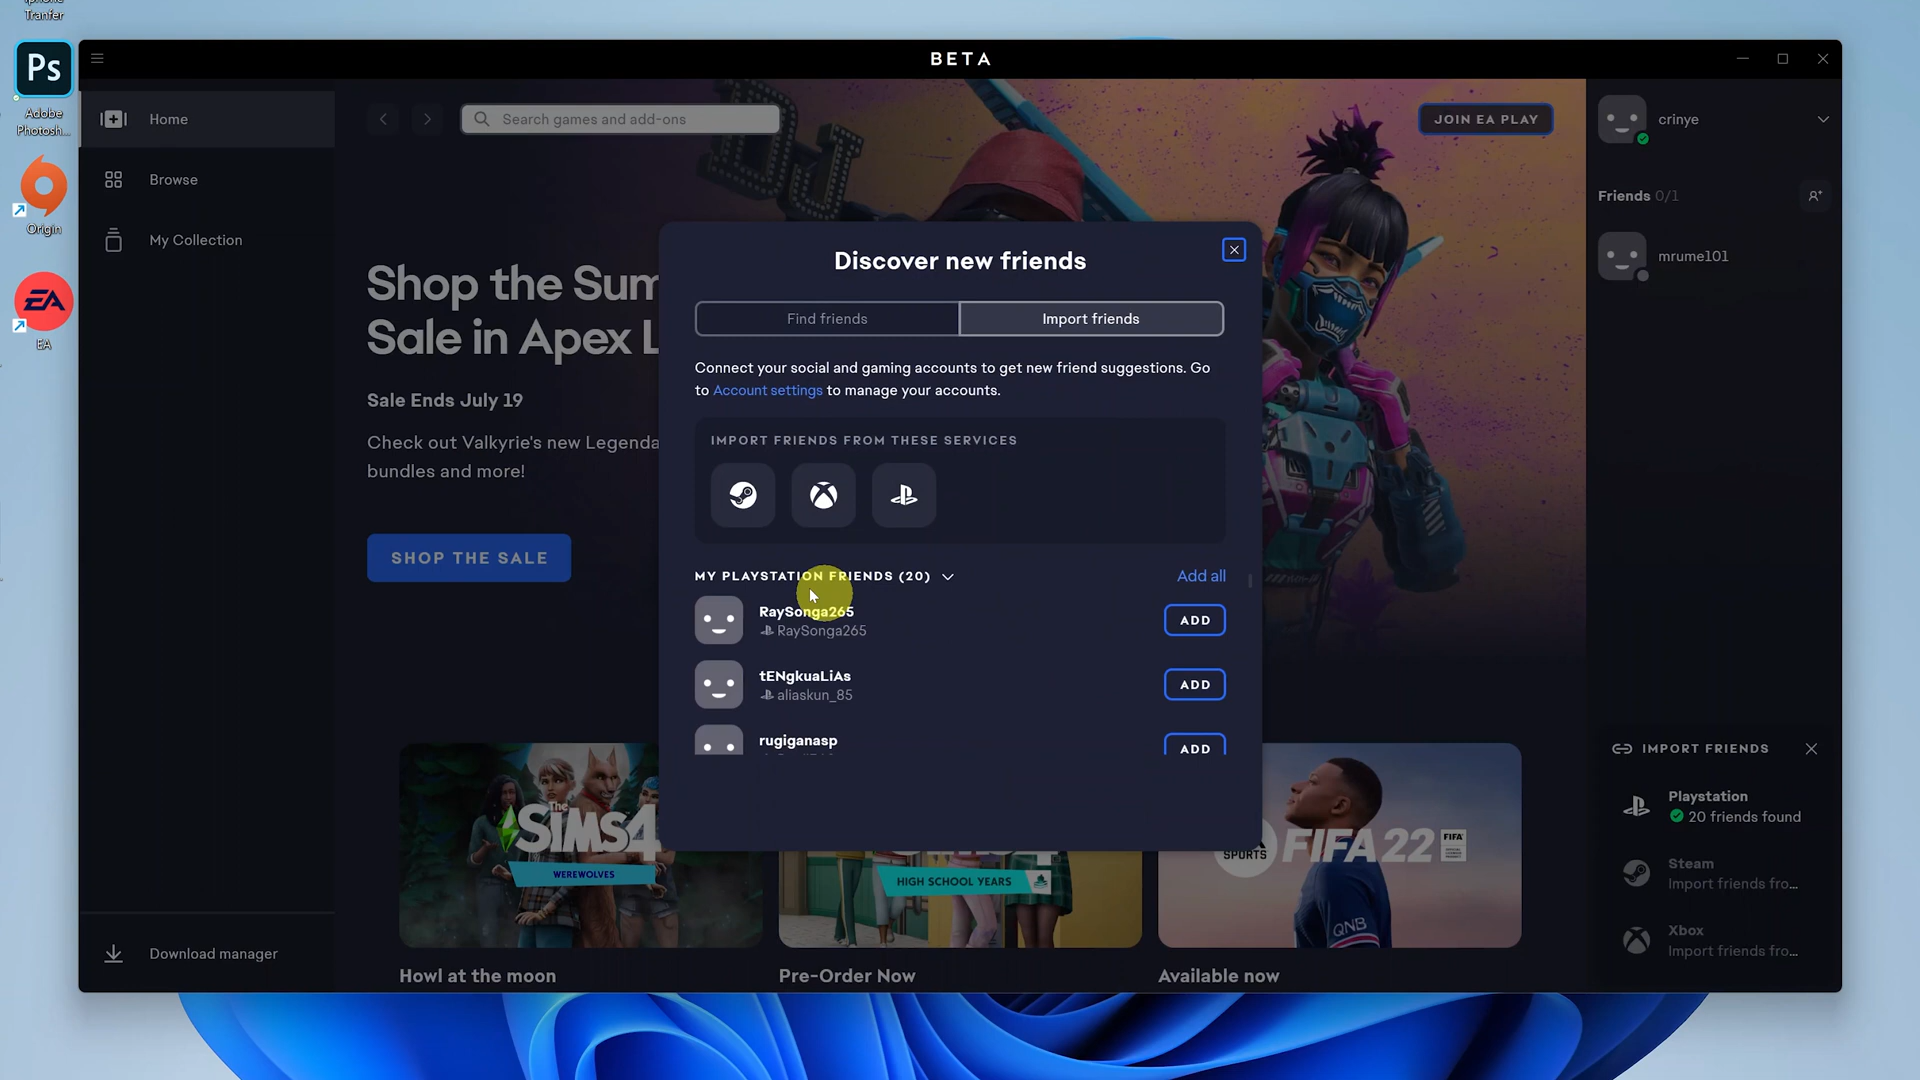 Tranfer
Ps
Adobe
Photosh...
Origin
EA
EA
BETA
Home
Browse
My Collection
Download manager
Search games and add-ons
JOIN EA PLAY
Shop the Sum
Sale in Apex L
Sale Ends July 19
Check out Valkyrie's new Legenda
bundles and more!
SHOP THE SALE
Discover new friends
Find friends
Import friends
Connect your social and gaming accounts to get new friend suggestions. Go
to Account settings to manage your accounts.
IMPORT FRIENDS FROM THESE SERVICES
MY PLAYSTATION FRIENDS (20)
Add all
RaySonga265
RaySonga265
ADD
tENgkuaLiAs
aliaskun_85
ADD
rugiganasp
ADD
The
SIMS4
WEREWOLVES
HIGH SCHOOL YEARS
SPORTS
FIFA 22
FIFA
QNB
Howl at the moon
Pre-Order Now
Available now
crinye
Friends 0/1
mrume101
IMPORT FRIENDS
Playstation
20 friends found
Steam
Import friends fro...
Xbox
Import friends fro...